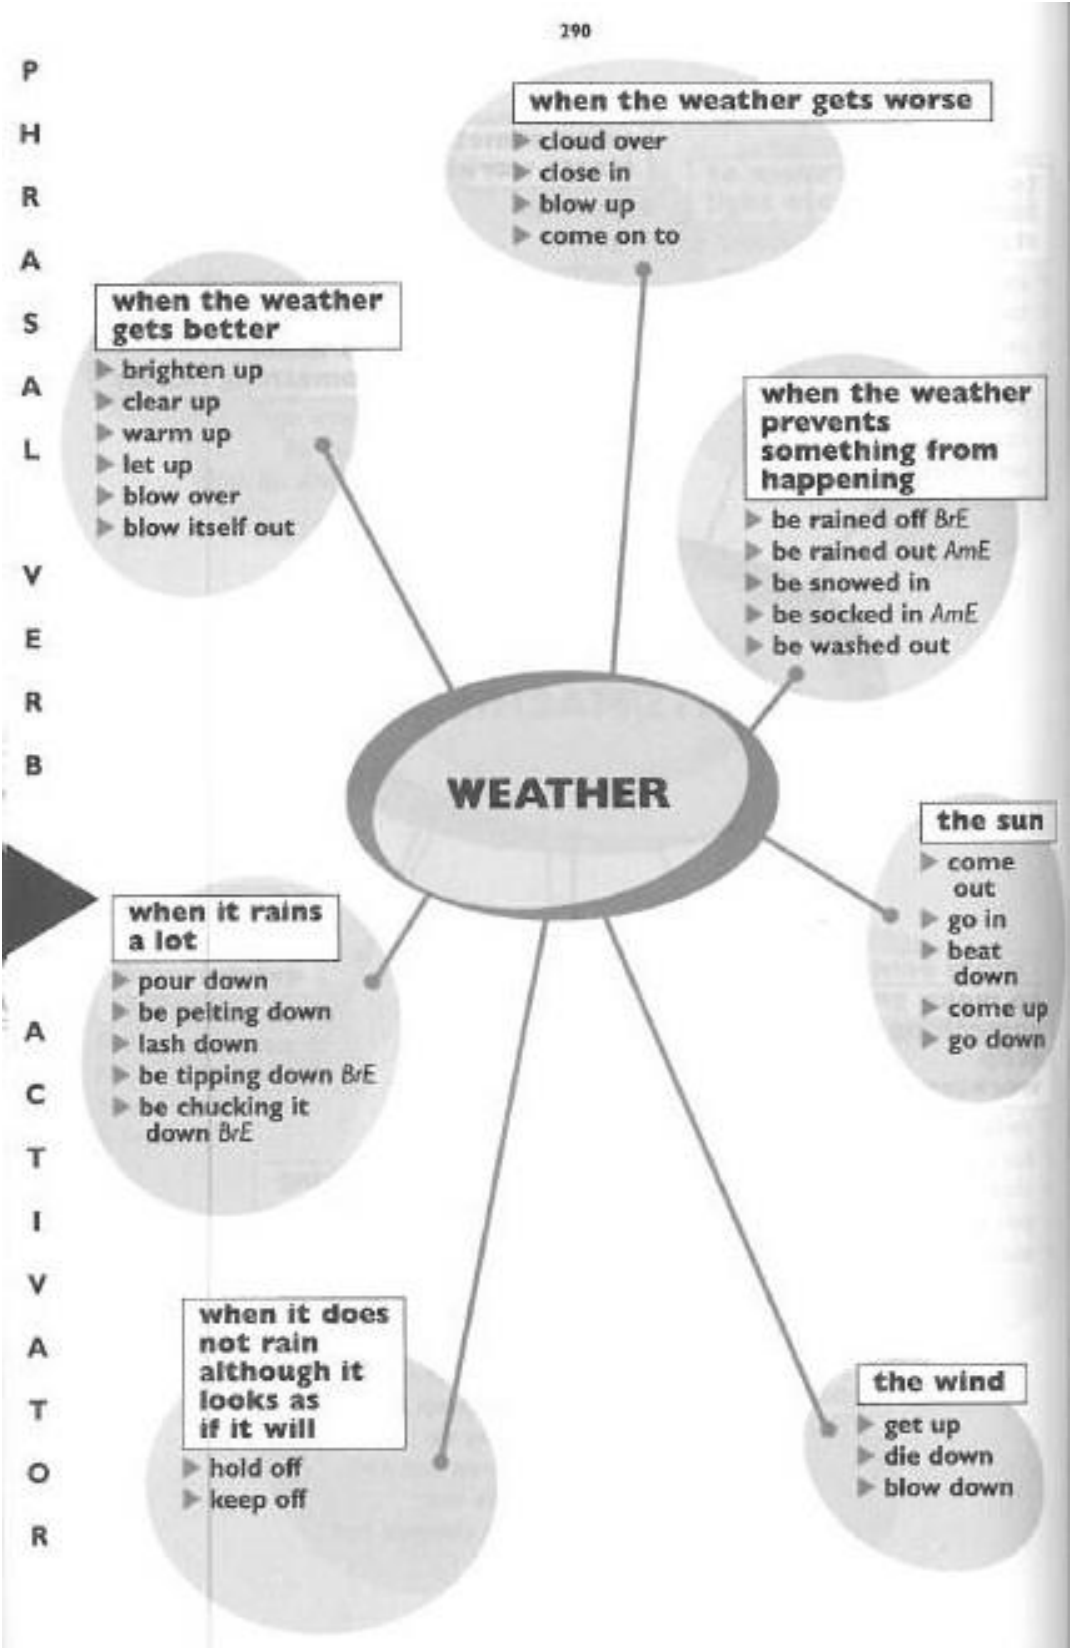 290
PHRASAL VERB ACTIVATOR
when the weather gets worse
cloud over
close in
blow up
come on to
when the weather
gets better
brighten up
clear up
warm up
let up
blow over
blow itself out
when the weather
prevents
something from
happening
be rained off BrE
be rained out AmE
be snowed in
be socked in AmE
be washed out
WEATHER
the sun
come
out
go in
beat
down
come up
go down
when it rains
a lot
pour down
be pelting down
lash down
be tipping down BrE
be chucking it
down BrE
when it does
not rain
although it
looks as
if it will
hold off
keep off
the wind
get up
die down
blow down